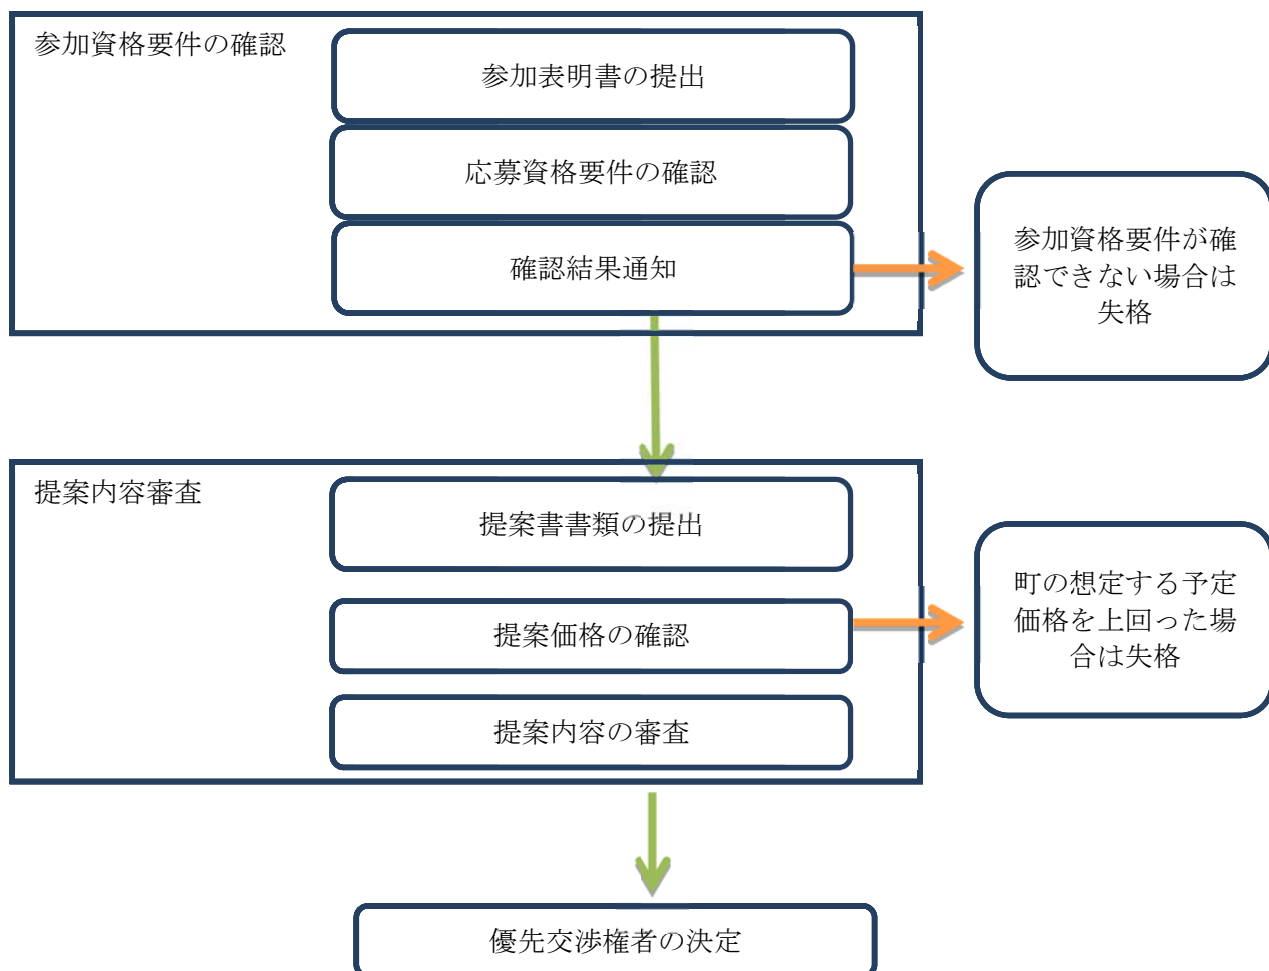 参加資格要件の確認
参加表明書の提出
応募資格要件の確認
確認結果通知
参加資格要件が確
認できない場合は
失格
提案内容審査
提案書書類の提出
提案価格の確認
町の想定する予定
価格を上回った場
合は失格
提案内容の審査
優先交渉権者の決定